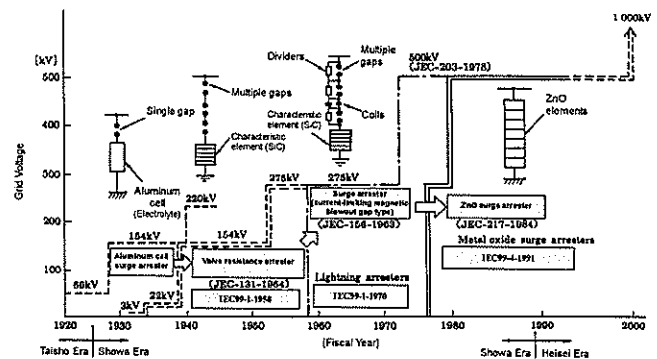 1 000kV
[kV]
500
400
300
200
100
Grid Voltage
Single gap
Aluminum
cell
(Electrolyte)
Multiple gaps
Characteristic
element (SiC)
Dividers
Multiple
gaps
Coils
Characteristic
element (SiC)
500kV
(JEC-203-1978)
ZnO
elements
275kV
275kV
220kV
154kV
154kV
Surge arrester
(current-limiting magnetic
blowout gap type)
(JEC-156-1963)
ZnO surge arrester
(JEC-217-1984)
Aluminum cell
surge arrester
Valve resistance arrester
(JEC-131-1954)
IEC99-1-1958
Lightning arresters
IEC99-1-1970
Metal oxide surge arresters
IEC99-4-1991
22kV
3kV
1920 1930 1940 1950 1960 1970 1980 1990 2000
[Fiscal Year]
Taisho Era Showa Era
Showa Era Heisei Era